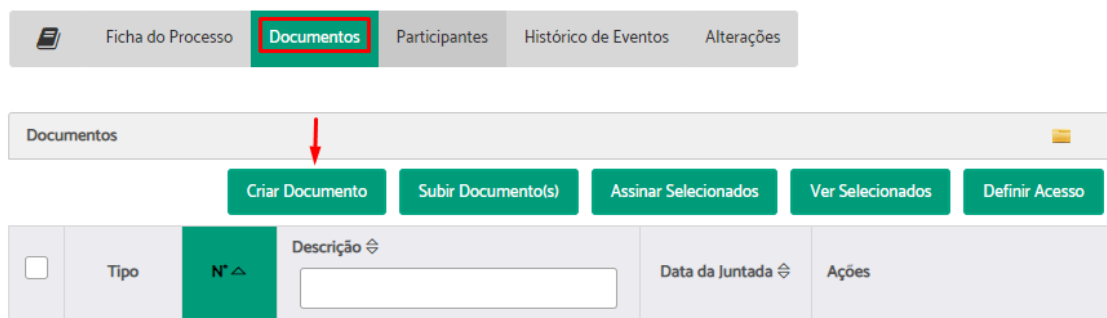 Ficha do Processo Documentos Participantes Histórico de Eventos Alterações
Documentos
Criar Documento Subir Documento(s) Assinar Selecionados Ver Selecionados Definir Acesso
Tipo N° Descrição Data da Juntada Ações